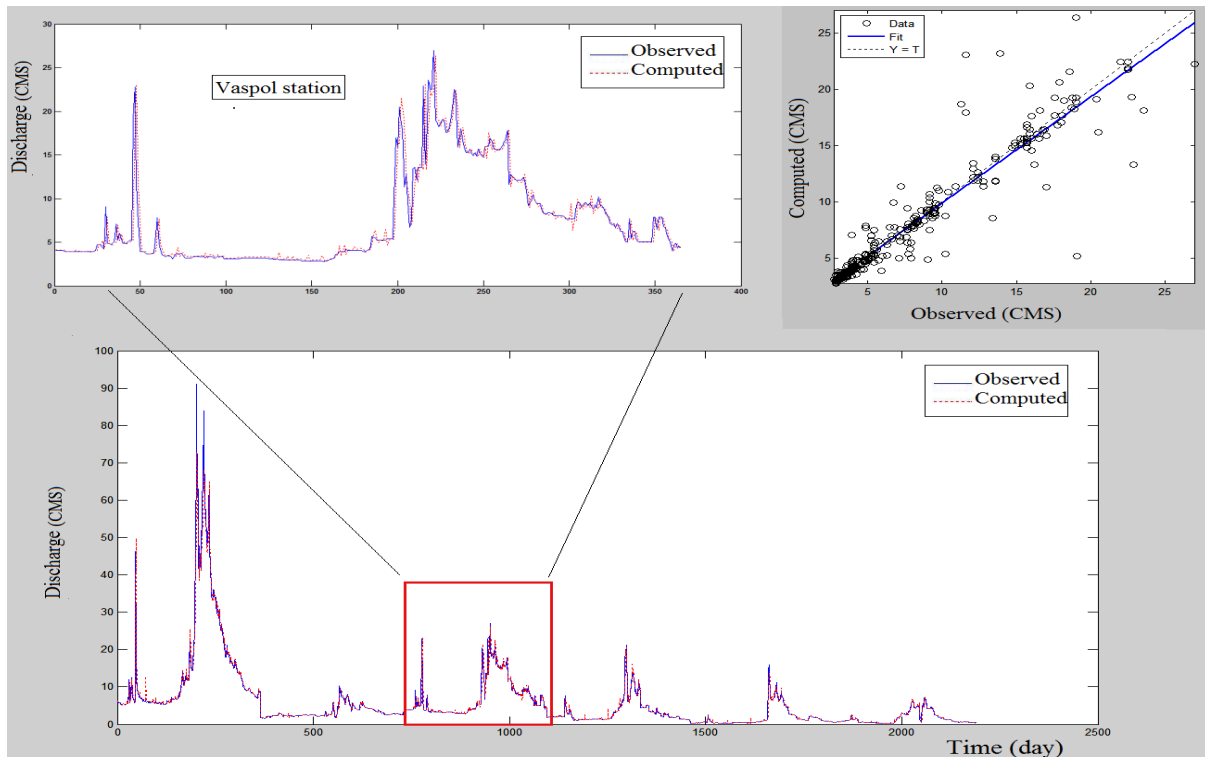 30
25
20
15
10
5
0
Discharge (CMS)
Vaspol station
Observed
Computed
0 50 100 150 200 250 300 350 400
Data
Fit
Y = T
25
20
15
10
5
Computed (CMS)
5 10 15 20 25
Observed (CMS)
100
90
80
70
60
50
40
30
20
10
0
Discharge (CMS)
Observed
Computed
0 500 1000 1500 2000 2500
Time (day)